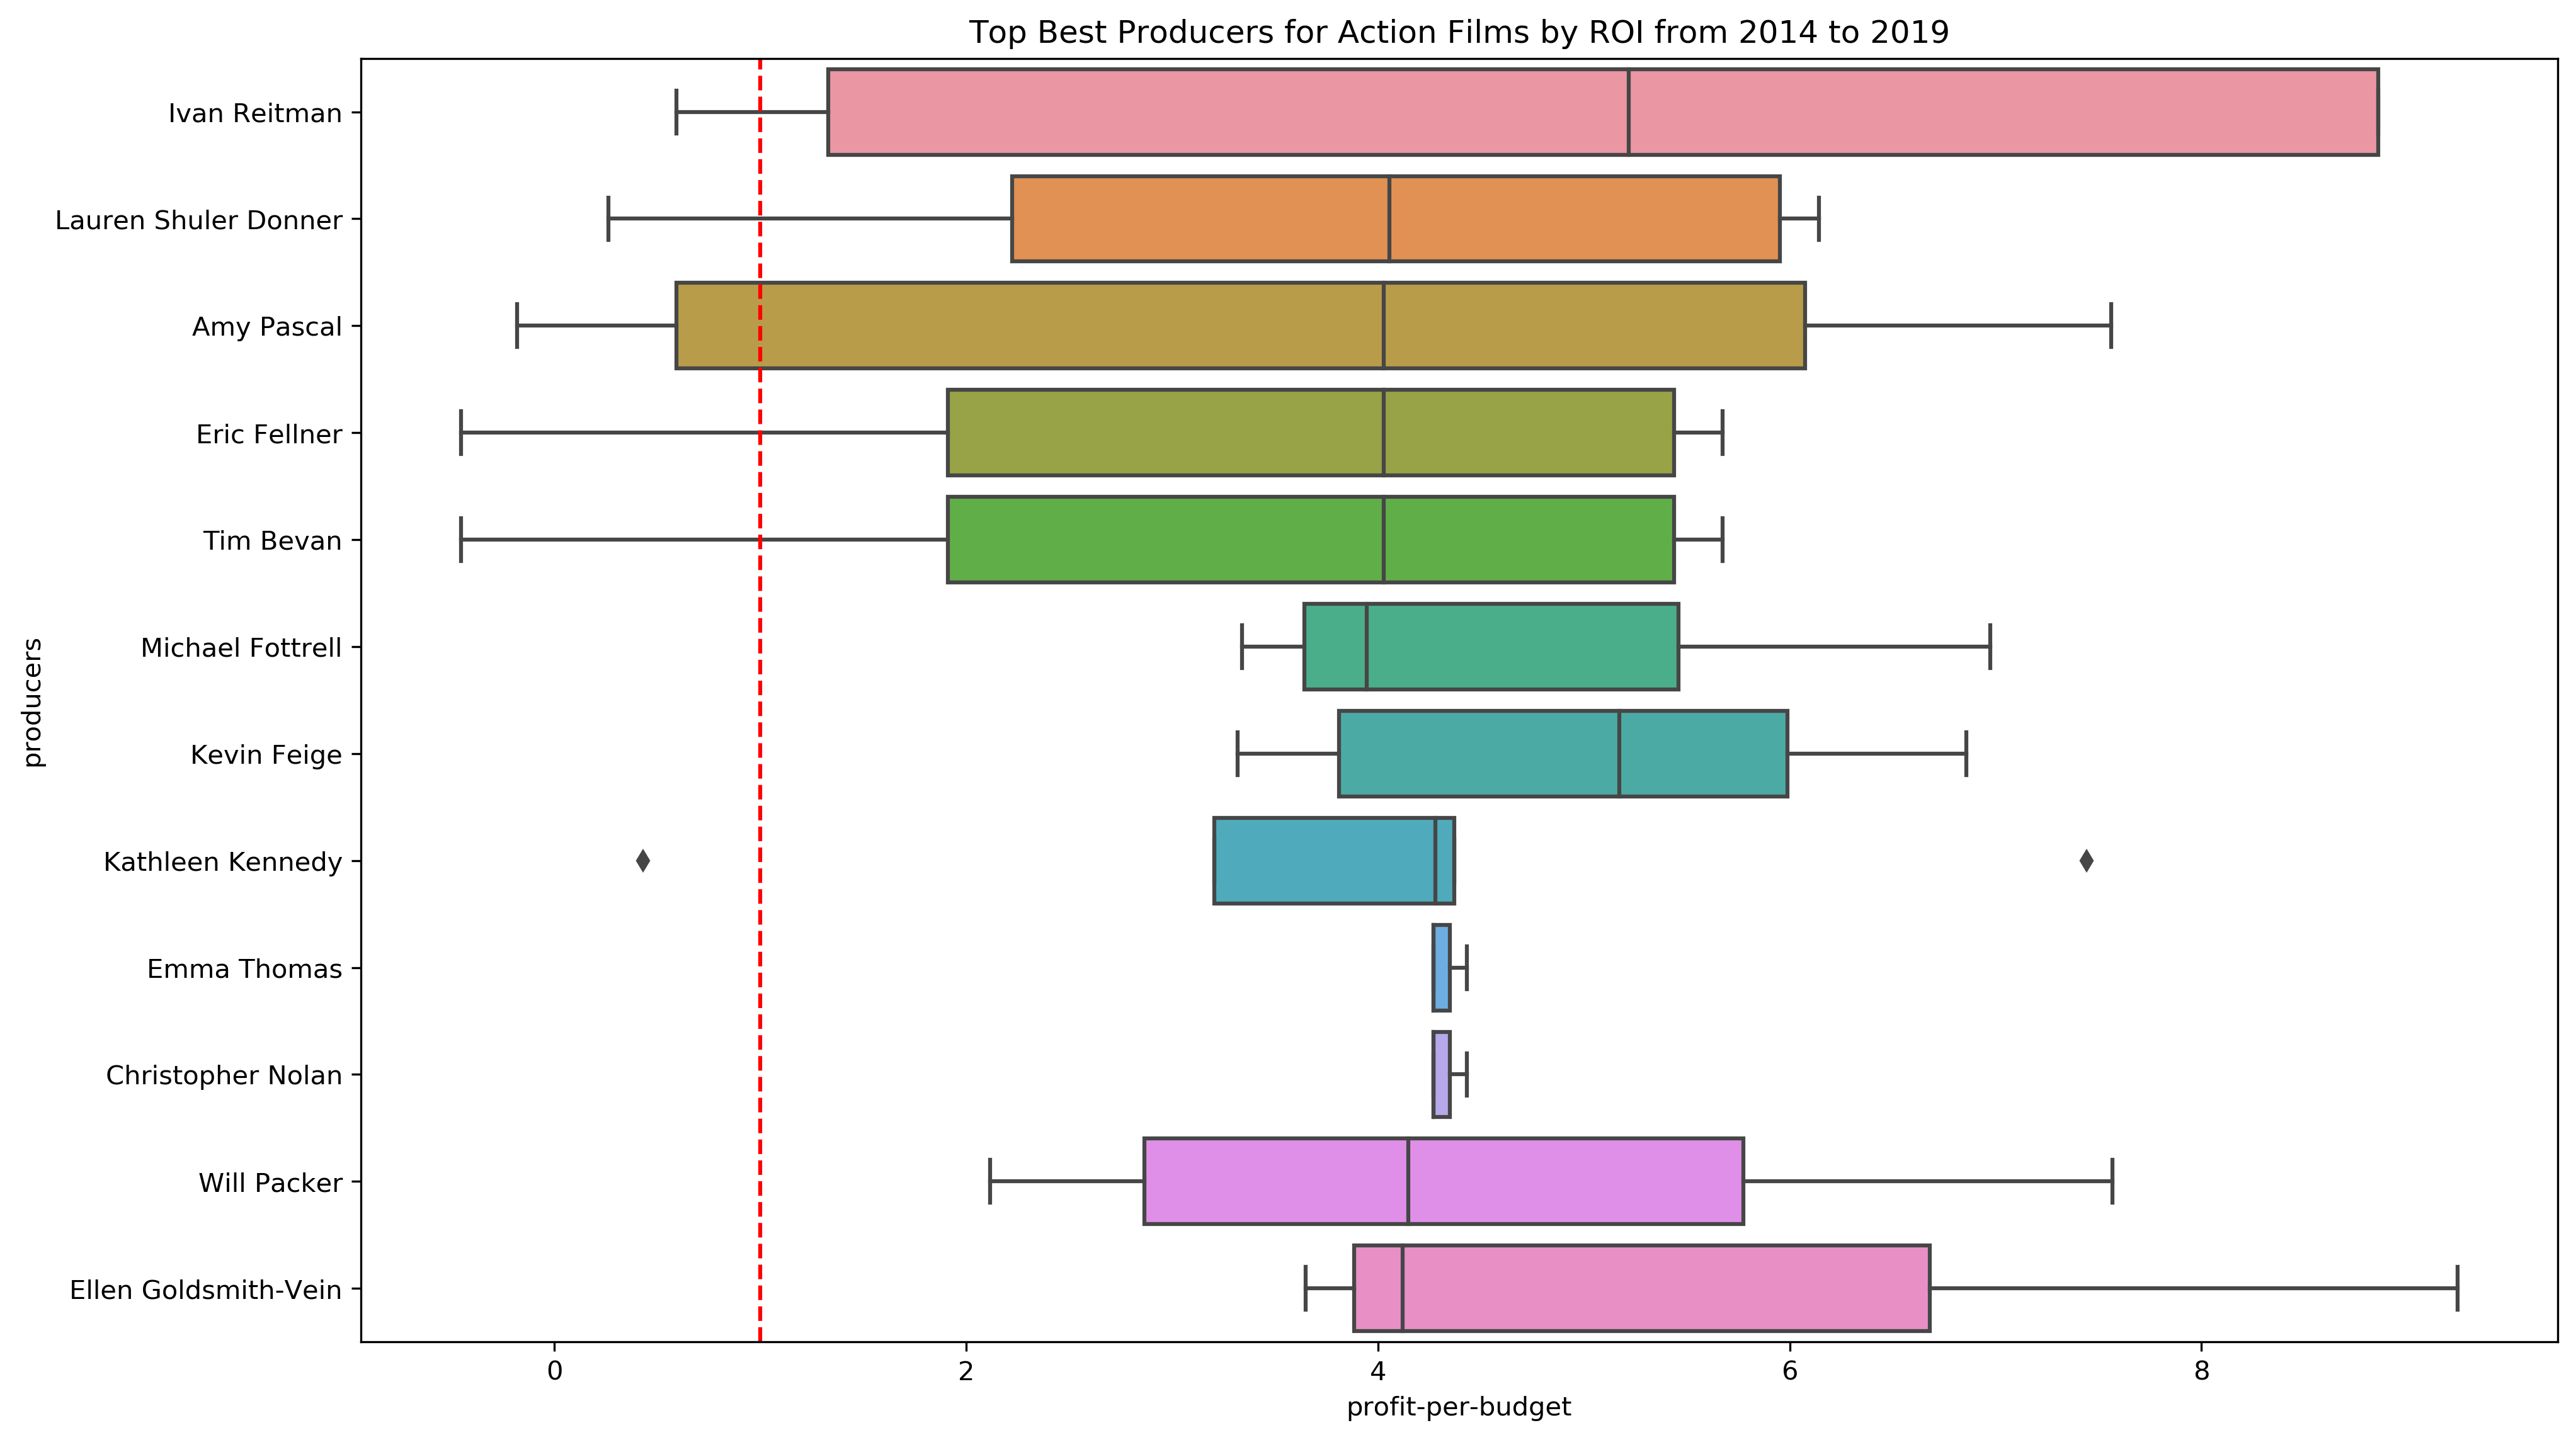 Top Best Producers for Action Films by ROI from 2014 to 2019
producers
Ivan Reitman
Lauren Shuler Donner
Amy Pascal
Eric Fellner
Tim Bevan
Michael Fottrell
Kevin Feige
Kathleen Kennedy
Emma Thomas
Christopher Nolan
Will Packer
Ellen Goldsmith-Vein
0 2 4 6 8
profit-per-budget